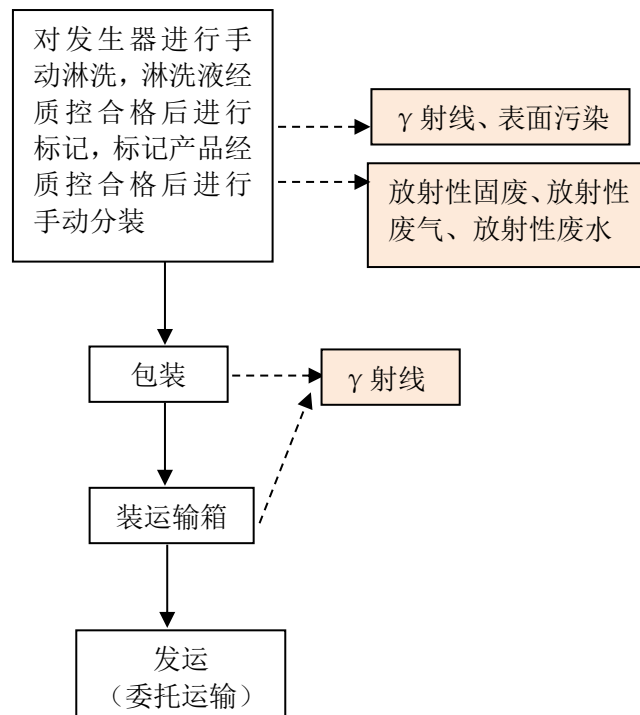 对发生器进行手
动淋洗，淋洗液经
质控合格后进行
标记，标记产品经
质控合格后进行
手动分装
γ 射线、表面污染
放射性固废、放射性
废气、放射性废水
包装
γ 射线
装运输箱
发运
（委托运输）